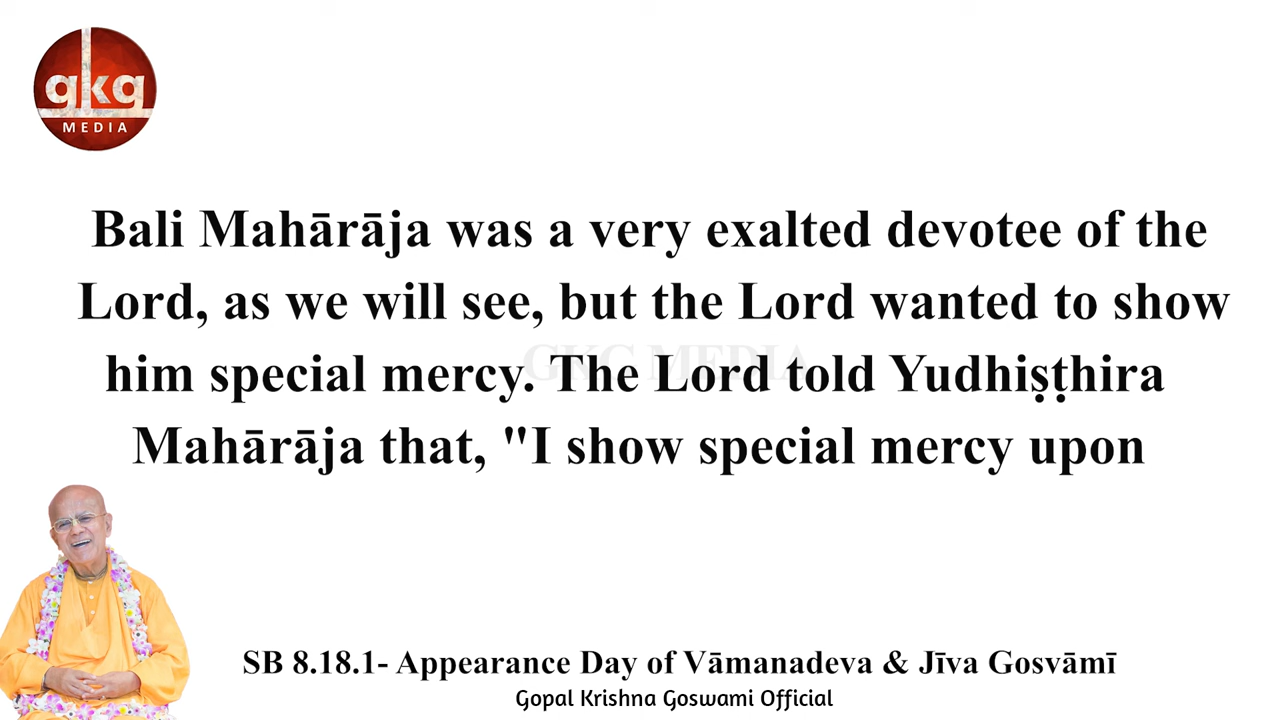 gkg
MEDIA
Bali Mahārāja was a very exalted devotee of the
Lord, as we will see, but the Lord wanted to show
him special mercy. The Lord told Yudhiṣṭhira
Mahārāja that, "I show special mercy upon
GKG MEDIA
SB 8.18.1- Appearance Day of Vāmanadeva & Jīva Gosvāmī
Gopal Krishna Goswami Official